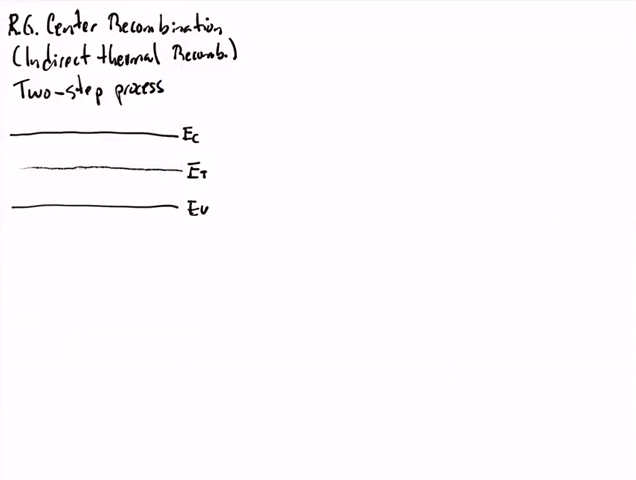 R.G. Center Recombination
(Indirect thermal Recomb.)
Two-step process
Ec
ET
Ev